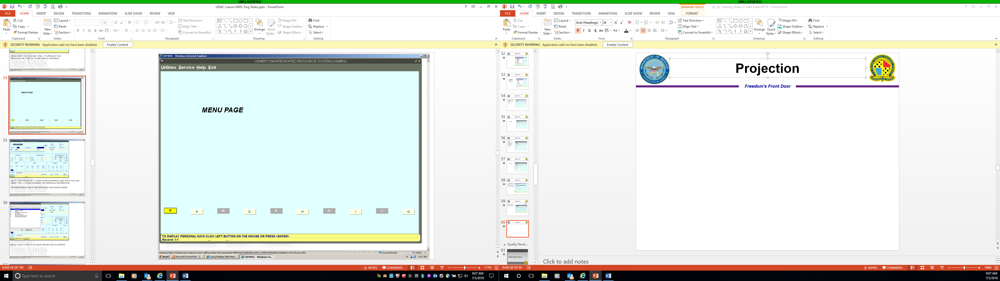 UNCLASSIFIED
USMC Liaison MIRS Trng Slides.pptx - PowerPoint
FILE HOME INSERT DESIGN TRANSITIONS ANIMATIONS SLIDE SHOW REVIEW VIEW
Paste
Cut
Copy
Format Painter
Clipboard
New Slide
Layout
Reset
Section
Slides
18
Font
Text Direction
Align Text
Convert to SmartArt
Paragraph
Arrange
Quick Styles
Shape Fill
Shape Outline
Shape Effects
Drawing
Find
Replace
Select
Editing
SECURITY WARNING Application add-ins have been disabled. Enable Content
FROM HERE, YOU CAN USE "CTRL J" TO PROJECT THE
APPLICANT OR "CTRL F4" TO RETURN TO THE MENU
Forms Services
54
MENU PAGE
55
INITIAL VIEW FROM THE "J" PAGE AFTER ENTERING A SSN, OR IF YOU HAD
USED "CTRL J" AFTER ENTERING THE PERSONAL INFORMATION
SPF MUST MATCH WHAT THE APPLICANT WAS SAVED UNDER
Forms Services
56
SELECT WHAT TYPE OF ACTION IS PROJECTED TO HAPPEN
Forms Services
USMIRS - Windows Internet Explorer
USMEPCOM INTEGRATED RESOURCE SYSTEM (USMIRS)
Utilities Service Help Exit
MENU PAGE
P A M D E H O I J Q
TO DISPLAY PERSONAL DATA CLICK LEFT BUTTON ON THE MOUSE OR PRESS <ENTER>
Record: 1/1 ... ...
Local intranet 100%
Start Microsoft PowerPoint - [... Using Multiple Slide Mast... USMIRS - Windows In... 9:27 AM
SLIDE 54 OF 103 NOTES COMMENTS 111%
Type here to search
9:07 AM
7/5/2018
UNCLASSIFIED
DRAWING TOOLS
SL_GC Training Slides v1 with notes.PPTX - PowerPoint
FILE HOME INSERT DESIGN TRANSITIONS ANIMATIONS SLIDE SHOW REVIEW VIEW FORMAT
Paste
Cut
Copy
Format Painter
Clipboard
New Slide
Layout
Reset
Section
Slides
Arial (Headings) 36
Font
Text Direction
Align Text
Convert to SmartArt
Paragraph
Arrange
Quick Styles
Shape Fill
Shape Outline
Shape Effects
Drawing
Find
Replace
Select
Editing
SECURITY WARNING Application add-ins have been disabled. Enable Content
52
53
54
55
56
57
58
59
60
Quality Revie...
61
DEPARTMENT OF DEFENSE
UNITED STATES OF AMERICA
Projection
Freedom's Front Door
Click to add notes
SLIDE 60 OF 95 NOTES COMMENTS 106%
9:07 AM
7/5/2018